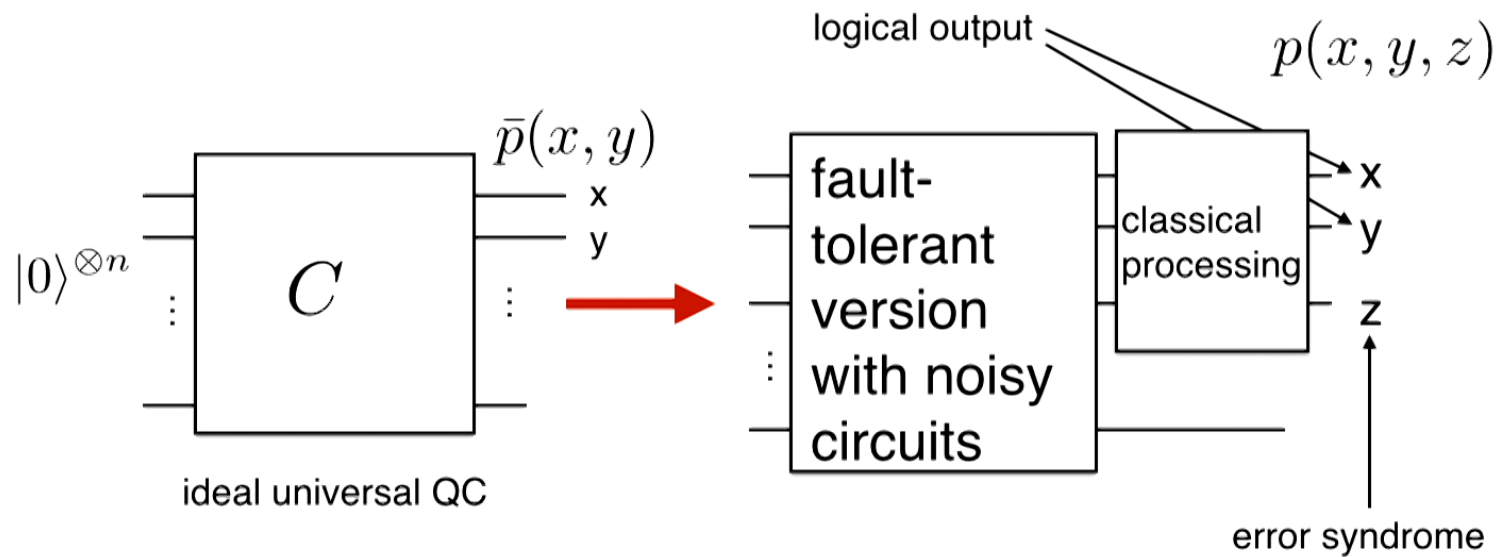 |0⟩^{⊗n}
C
p̄(x, y)
x
y
⋮
⋮
ideal universal QC
logical output
p(x, y, z)
⋮
fault-
tolerant
version
with noisy
circuits
classical
processing
x
y
z
error syndrome